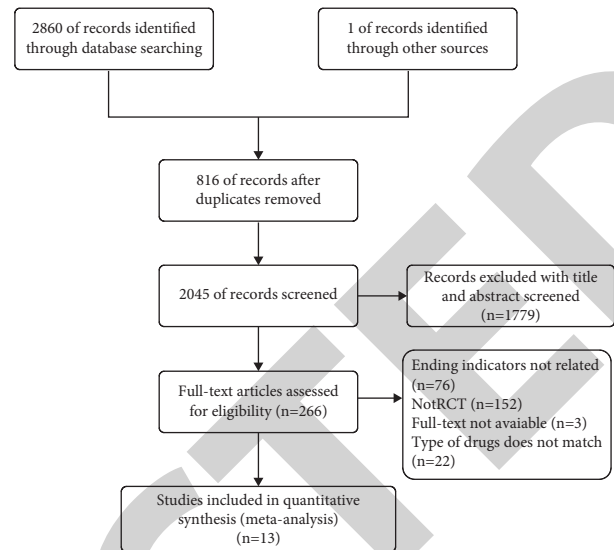 2860 of records identified
through database searching
1 of records identified
through other sources
816 of records after
duplicates removed
2045 of records screened
Records excluded with title
and abstract screened
(n=1779)
Full-text articles assessed
for eligibility (n=266)
Ending indicators not related
(n=76)
NotRCT (n=152)
Full-text not avaiable (n=3)
Type of drugs does not match
(n=22)
Studies included in quantitative
synthesis (meta-analysis)
(n=13)
CTED